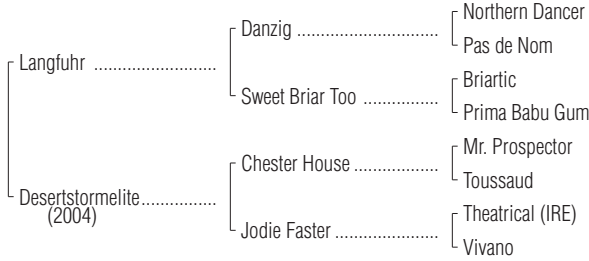 Northern Dancer
Danzig ................................
Pas de Nom
Langfuhr ............................
Briartic
Sweet Briar Too .................
Prima Babu Gum
Mr. Prospector
Chester House ...................
Toussaud
Desertstormelite.................
(2004)
Theatrical (IRE)
Jodie Faster .......................
Vivano